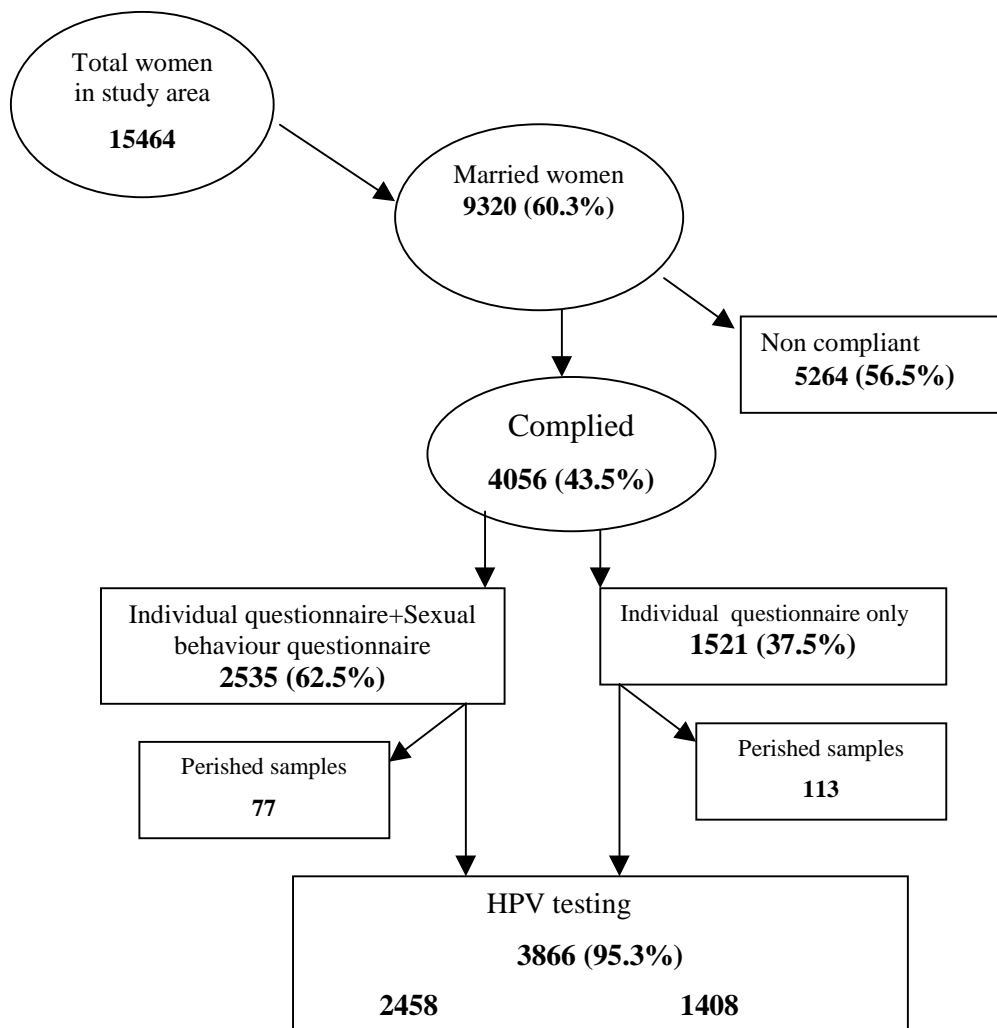 Total women
in study area
15464
Married women
9320 (60.3%)
Non compliant
5264 (56.5%)
Complied
4056 (43.5%)
Individual questionnaire+Sexual
behaviour questionnaire
2535 (62.5%)
Individual questionnaire only
1521 (37.5%)
Perished samples
77
Perished samples
113
HPV testing
3866 (95.3%)
2458 1408